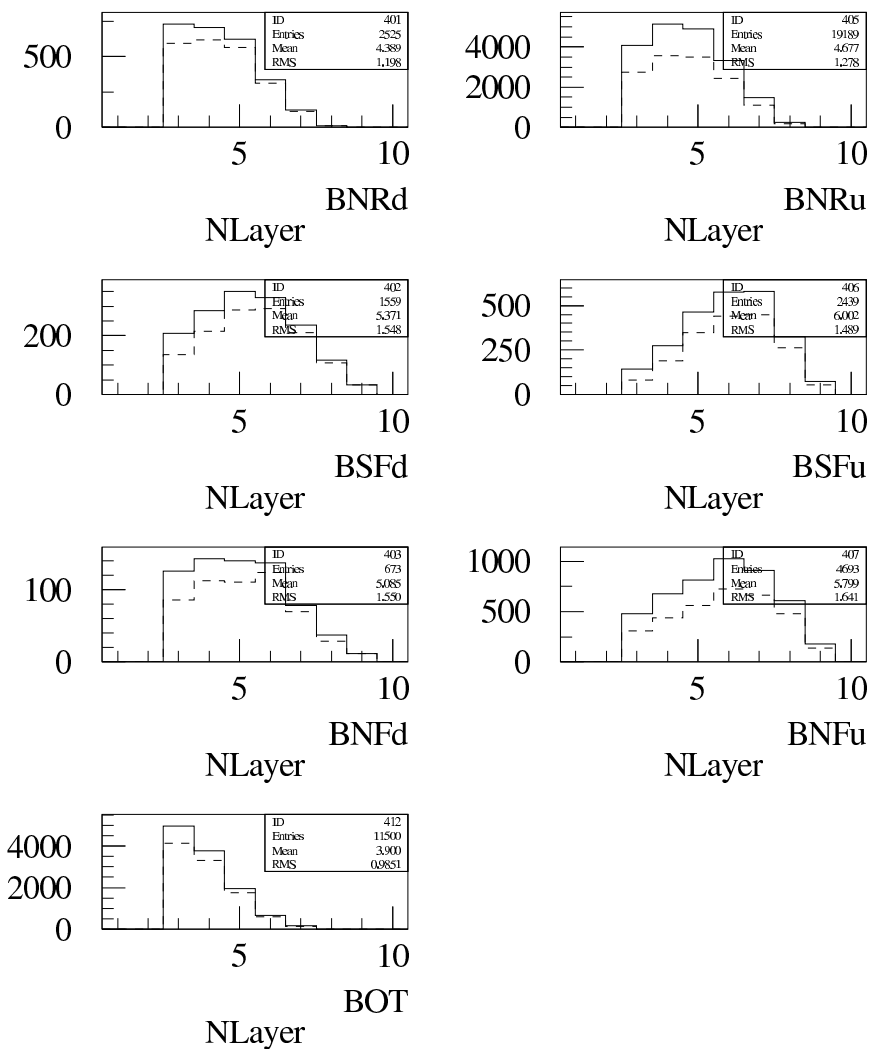 ID 401
Entries 2525
Mean 4.389
RMS 1.198
500
0
5 10
BNRd
NLayer
ID 405
Entries 19189
Mean 4.677
RMS 1.278
4000
2000
0
5 10
BNRu
NLayer
ID 402
Entries 1559
Mean 5.371
RMS 1.548
200
0
5 10
BSFd
NLayer
ID 406
Entries 2439
Mean 6.002
RMS 1.489
500
250
0
5 10
BSFu
NLayer
ID 403
Entries 673
Mean 5.085
RMS 1.550
100
0
5 10
BNFd
NLayer
ID 407
Entries 4693
Mean 5.799
RMS 1.641
1000
500
0
5 10
BNFu
NLayer
ID 412
Entries 11500
Mean 3.900
RMS 0.9851
4000
2000
0
5 10
BOT
NLayer